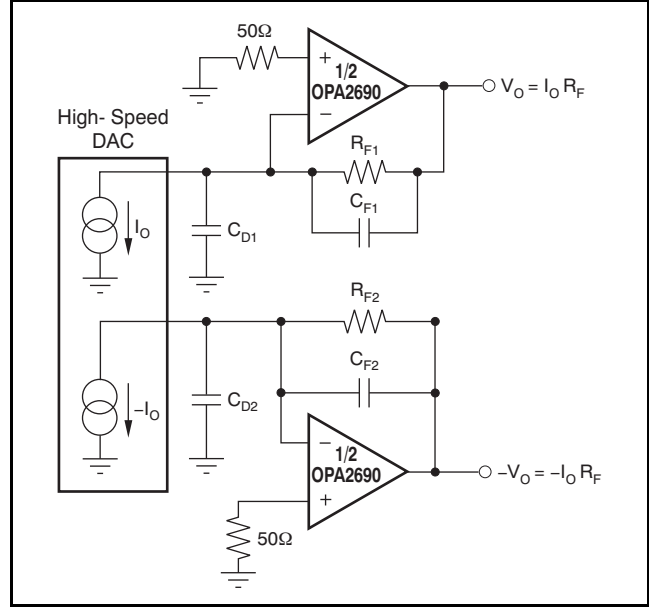 50Ω
+
1/2
OPA2690
−
V_O = I_O R_F
High- Speed
DAC
R_F1
C_F1
I_O
C_D1
R_F2
C_F2
−I_O
C_D2
−
1/2
OPA2690
+
−V_O = −I_O R_F
50Ω